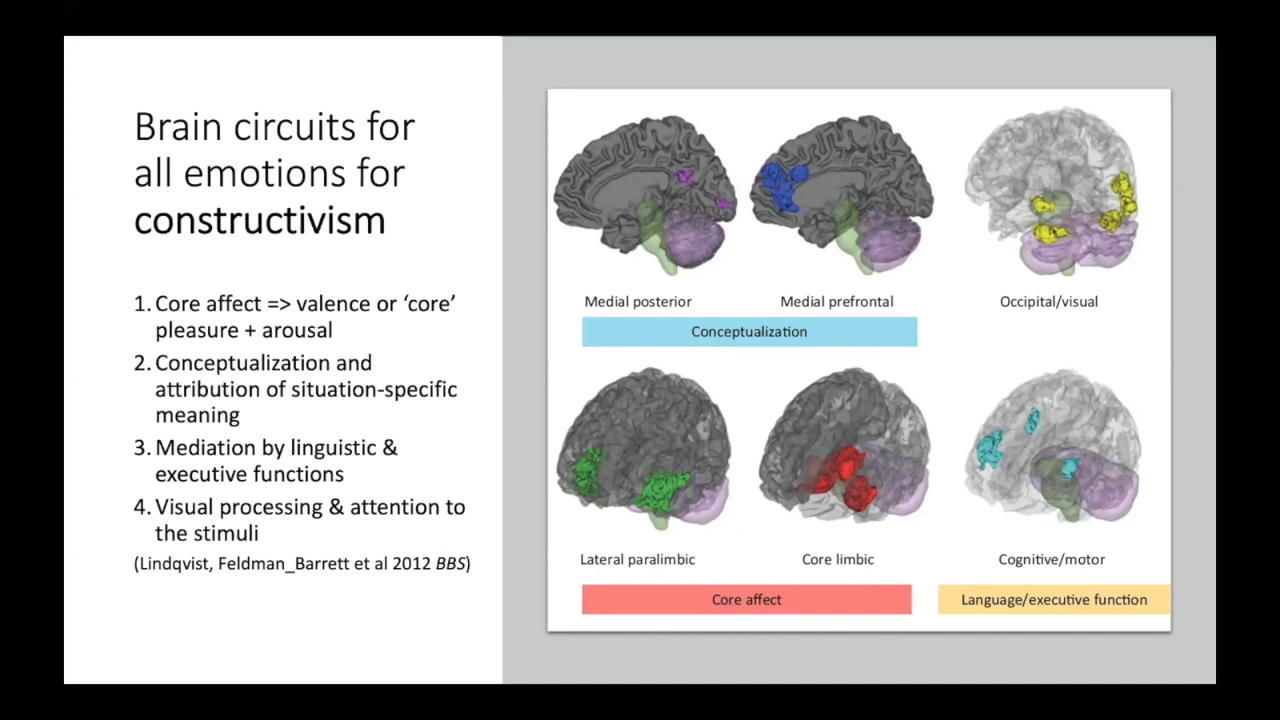 Brain circuits for
all emotions for
constructivism
1. Core affect => valence or ‘core’
pleasure + arousal
2. Conceptualization and
attribution of situation-specific
meaning
3. Mediation by linguistic &
executive functions
4. Visual processing & attention to
the stimuli
(Lindqvist, Feldman_Barrett et al 2012 BBS)
Medial posterior
Medial prefrontal
Occipital/visual
Conceptualization
Lateral paralimbic
Core limbic
Cognitive/motor
Core affect
Language/executive function